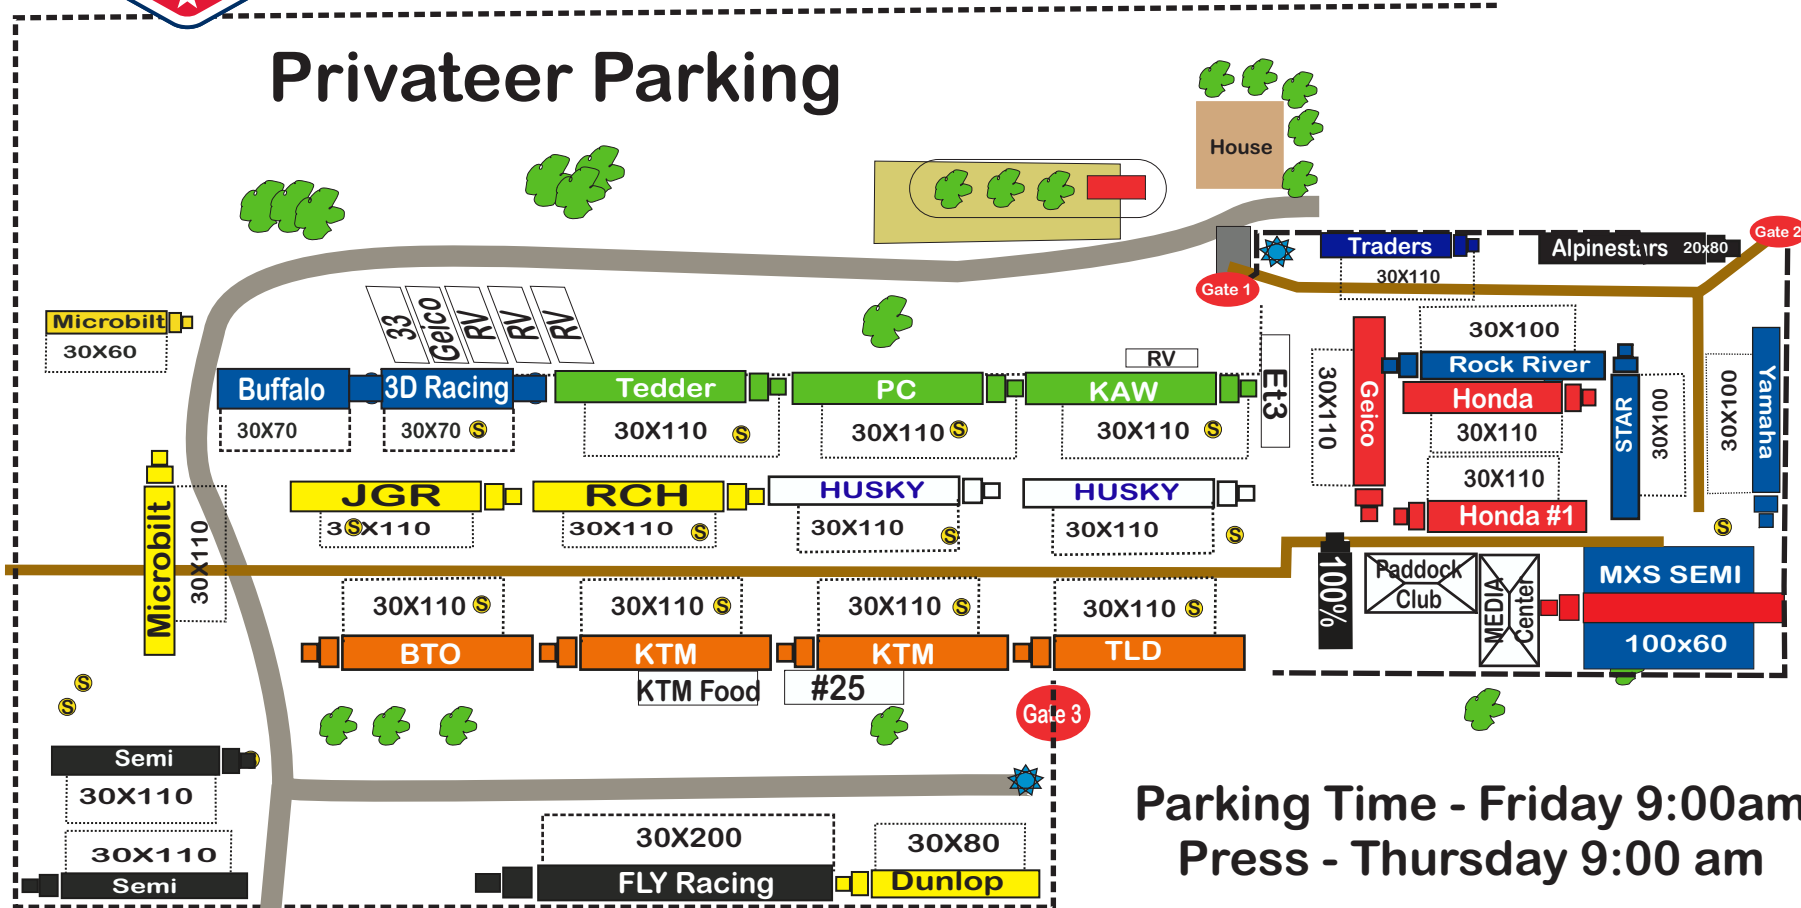 Privateer Parking
House
Gate 2
Traders
Alpinestars 20x80
30X110
Gate 1
33
Geico
RV
RV
RV
Microbilt
30X60
30X100
RV
Rock River
Buffalo
3D Racing
Tedder
PC
KAW
Et3
30X110
Geico
Honda
STAR
30X100
30X100
Yamaha
30X70
30X70 S
30X110 S
30X110 S
30X110 S
30X110
30X110
JGR
RCH
HUSKY
HUSKY
Honda #1
Microbilt
30X110
3SX110
30X110 S
30X110 S
30X110 S
S
100%
Paddock
Club
MEDIA
Center
MXS SEMI
100x60
30X110 S
30X110 S
30X110 S
30X110 S
BTO
KTM
KTM
TLD
KTM Food
#25
S
S
Gate 3
Semi
30X110
30X110
Semi
30X200
30X80
FLY Racing
Dunlop
Parking Time - Friday 9:00am
Press - Thursday 9:00 am